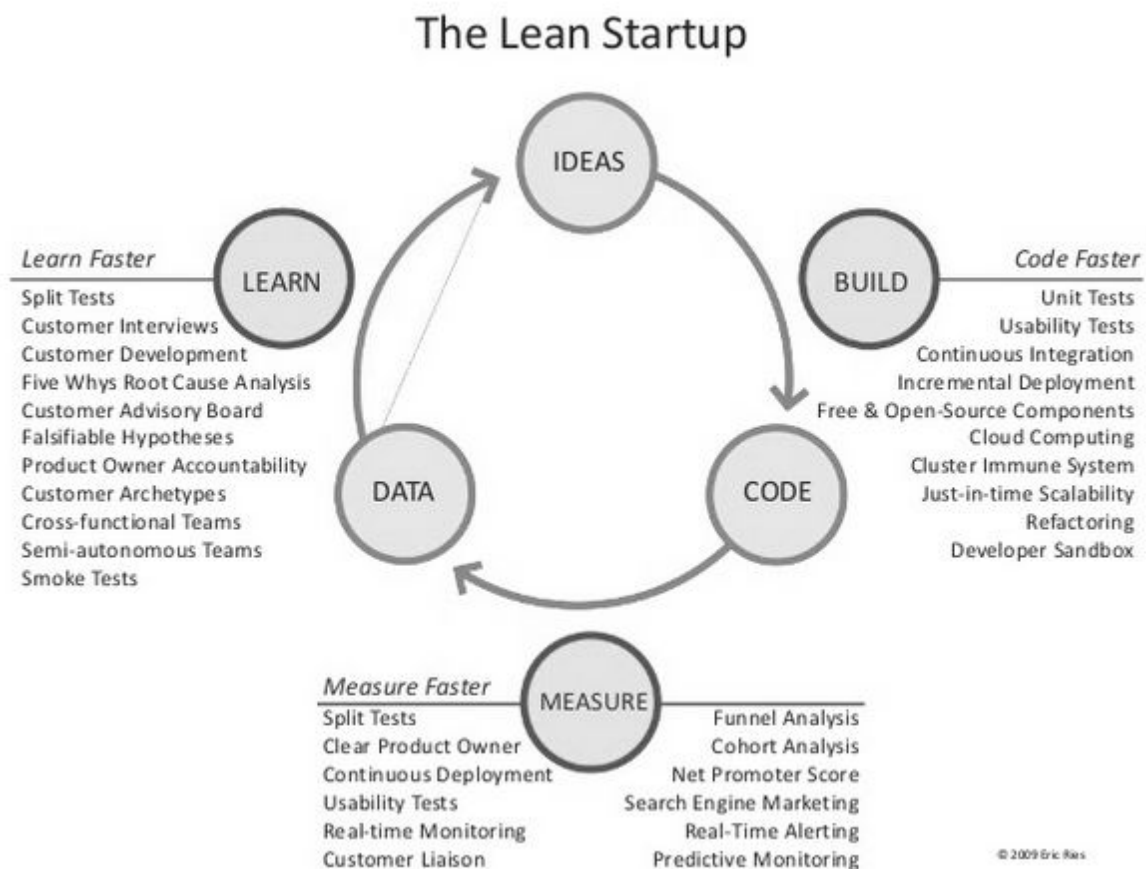 The Lean Startup
IDEAS
BUILD
Code Faster
Unit Tests
Usability Tests
Continuous Integration
Incremental Deployment
Free & Open-Source Components
Cloud Computing
Cluster Immune System
Just-in-time Scalability
Refactoring
Developer Sandbox
CODE
MEASURE
Measure Faster
Split Tests
Clear Product Owner
Continuous Deployment
Usability Tests
Real-time Monitoring
Customer Liaison
Funnel Analysis
Cohort Analysis
Net Promoter Score
Search Engine Marketing
Real-Time Alerting
Predictive Monitoring
DATA
LEARN
Learn Faster
Split Tests
Customer Interviews
Customer Development
Five Whys Root Cause Analysis
Customer Advisory Board
Falsifiable Hypotheses
Product Owner Accountability
Customer Archetypes
Cross-functional Teams
Semi-autonomous Teams
Smoke Tests
© 2009 Eric Ries